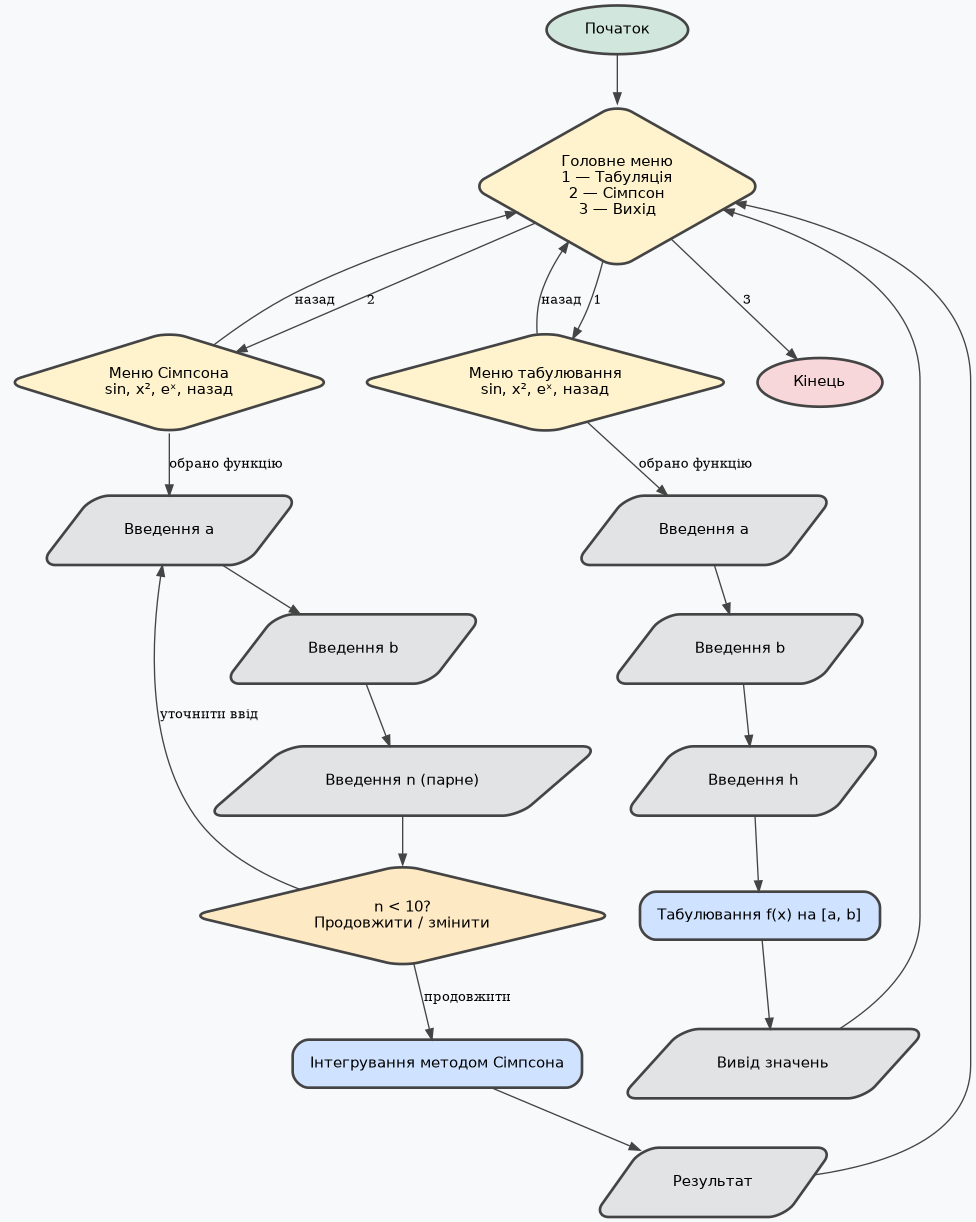 Початок
Головне меню
1 — Табуляція
2 — Сімпсон
3 — Вихід
назад
2
назад
1
3
Меню Сімпсона
sin, x², eˣ, назад
Меню табулювання
sin, x², eˣ, назад
Кінець
обрано функцію
обрано функцію
Введення a
Введення a
Введення b
Введення b
уточнити ввід
Введення n (парне)
Введення h
n < 10?
Продовжити / змінити
Табулювання f(x) на [a, b]
продовжити
Інтегрування методом Сімпсона
Вивід значень
Результат